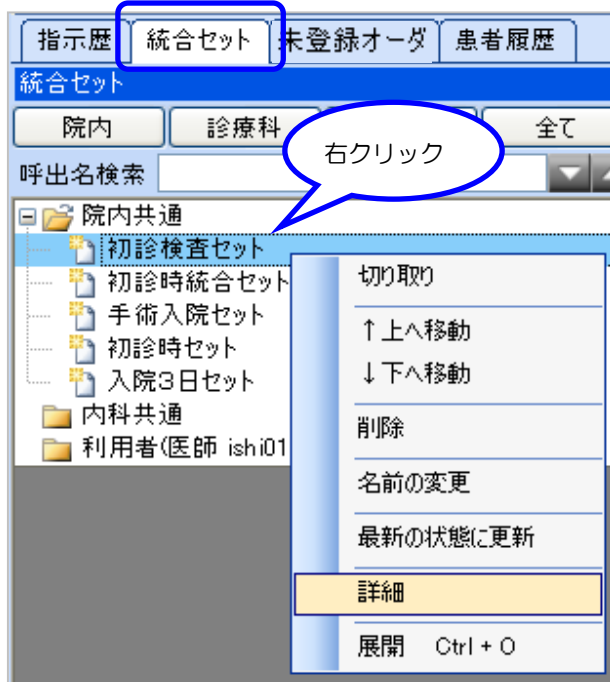 指示歴 統合セット 未登録オーダ 患者履歴
統合セット
院内 診療科 全て
右クリック
呼出名検索
院内共通
初診検査セット
初診時統合セット
手術入院セット
初診時セット
入院3日セット
内科共通
利用者(医師 ishi01
切り取り
↑上へ移動
↓下へ移動
削除
名前の変更
最新の状態に更新
詳細
展開 Ctrl + O